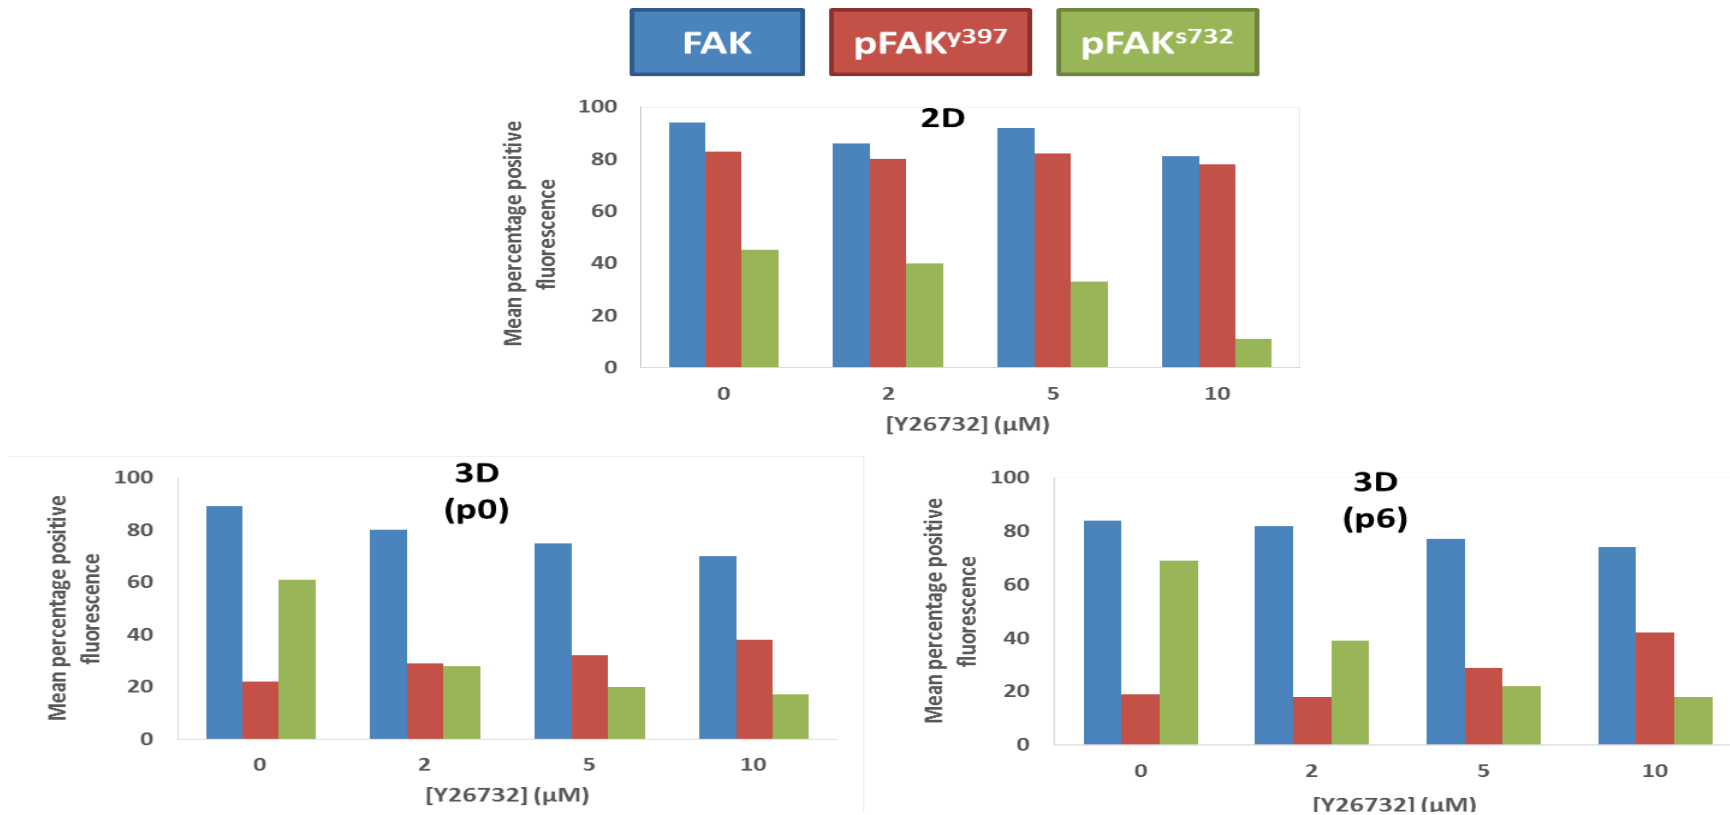 FAK pFAKy397 pFAKs732
2D
Mean percentage positive
fluorescence
100
80
60
40
20
0
0 2 5 10
[Y26732] (µM)
3D
(p0)
Mean percentage positive
fluorescence
100
80
60
40
20
0
0 2 5 10
[Y26732] (µM)
3D
(p6)
Mean percentage positive
fluorescence
100
80
60
40
20
0
0 2 5 10
[Y26732] (µM)